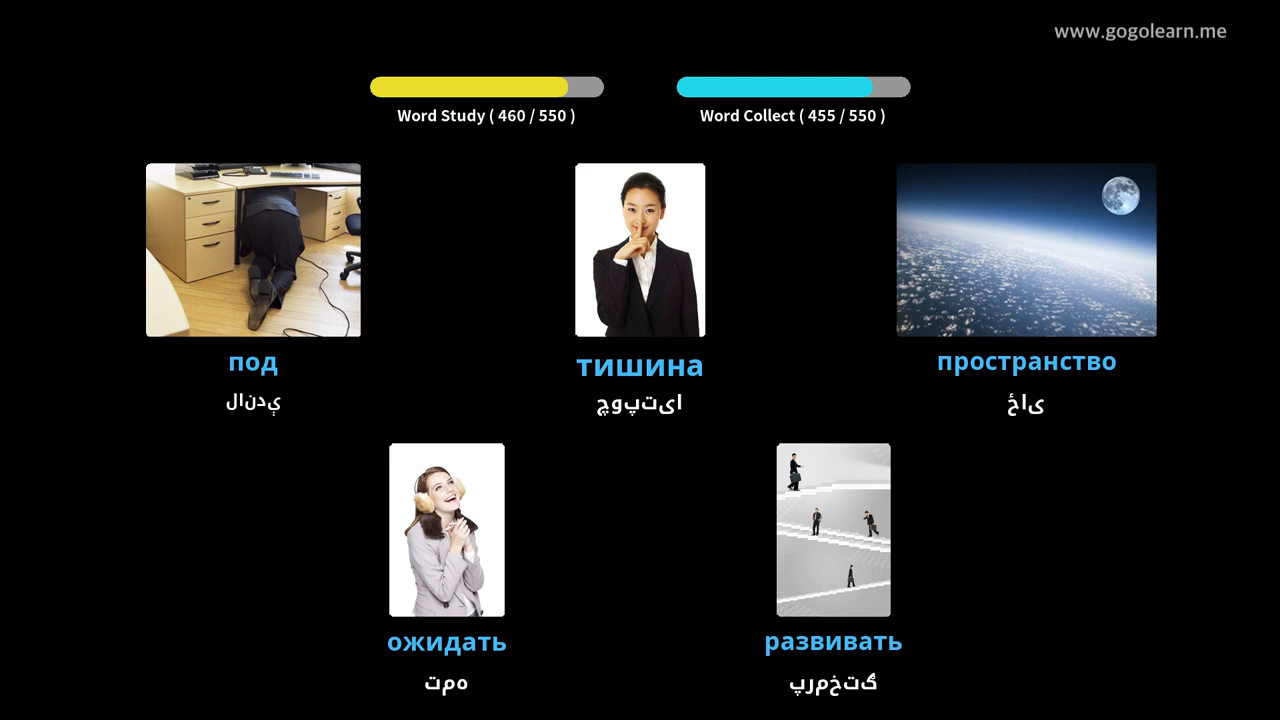 www.gogolearn.me
Word Study ( 460 / 550 )
Word Collect ( 455 / 550 )
под
тишина
пространство
لاندې
چوپتیا
ځای
ожидать
развивать
تمه
پرمختګ